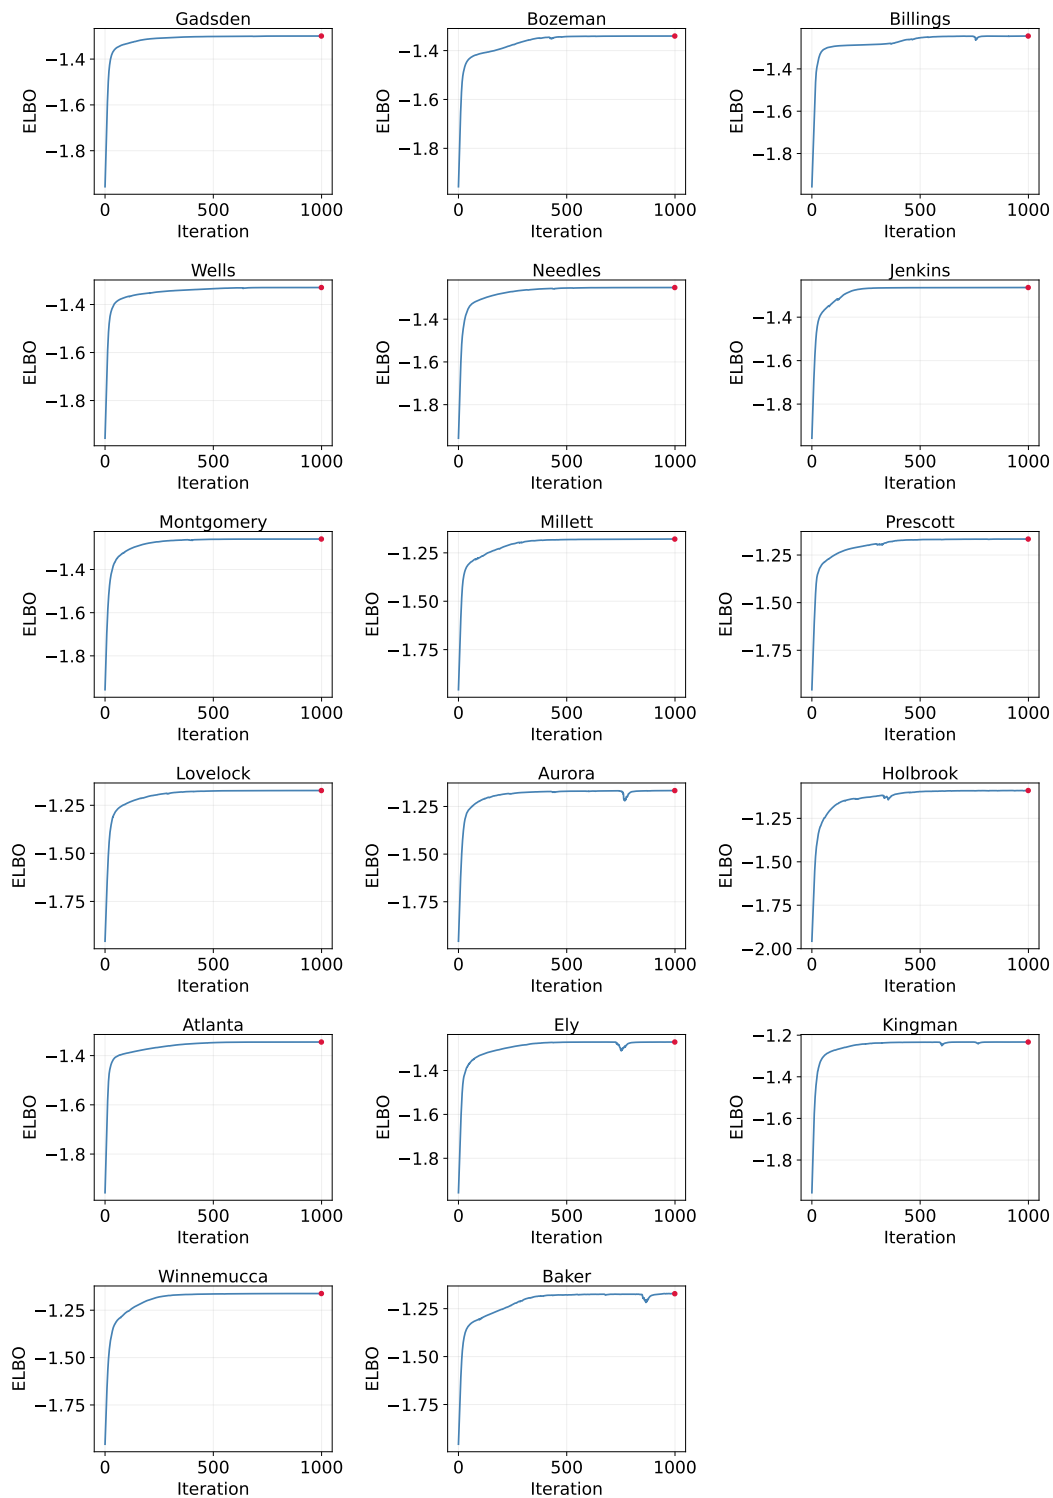 Gadsden
Bozeman
Billings
ELBO
−1.4
−1.6
−1.8
0
500
1000
Iteration
ELBO
−1.4
−1.6
−1.8
0
500
1000
Iteration
ELBO
−1.4
−1.6
−1.8
0
500
1000
Iteration
Wells
Needles
Jenkins
ELBO
−1.4
−1.6
−1.8
0
500
1000
Iteration
ELBO
−1.4
−1.6
−1.8
0
500
1000
Iteration
ELBO
−1.4
−1.6
−1.8
0
500
1000
Iteration
Montgomery
Millett
Prescott
ELBO
−1.4
−1.6
−1.8
0
500
1000
Iteration
ELBO
−1.25
−1.50
−1.75
0
500
1000
Iteration
ELBO
−1.25
−1.50
−1.75
0
500
1000
Iteration
Lovelock
Aurora
Holbrook
ELBO
−1.25
−1.50
−1.75
0
500
1000
Iteration
ELBO
−1.25
−1.50
−1.75
0
500
1000
Iteration
ELBO
−1.25
−1.50
−1.75
−2.00
0
500
1000
Iteration
Atlanta
Ely
Kingman
ELBO
−1.4
−1.6
−1.8
0
500
1000
Iteration
ELBO
−1.4
−1.6
−1.8
0
500
1000
Iteration
ELBO
−1.2
−1.4
−1.6
−1.8
0
500
1000
Iteration
Winnemucca
Baker
ELBO
−1.25
−1.50
−1.75
0
500
1000
Iteration
ELBO
−1.25
−1.50
−1.75
0
500
1000
Iteration